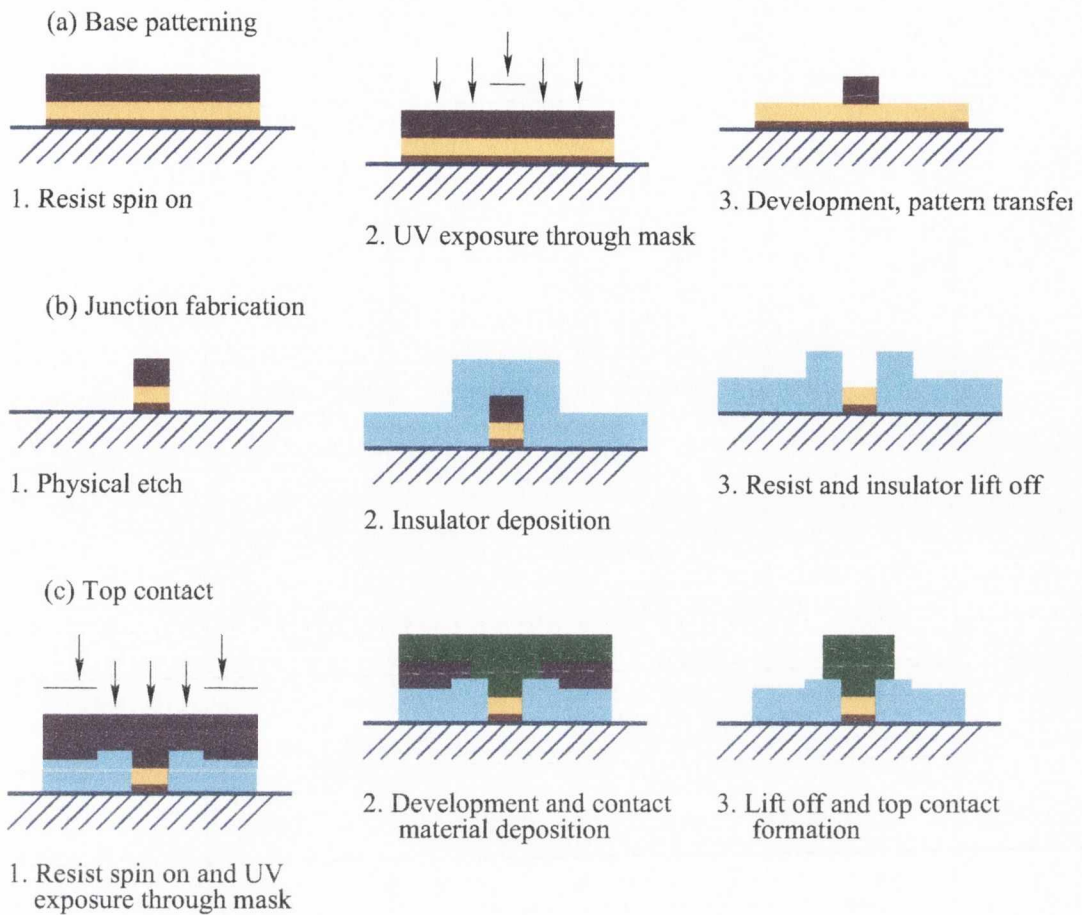 (a) Base patterning
1. Resist spin on
2. UV exposure through mask
3. Development, pattern transfer
(b) Junction fabrication
1. Physical etch
2. Insulator deposition
3. Resist and insulator lift off
(c) Top contact
1. Resist spin on and UV
exposure through mask
2. Development and contact
material deposition
3. Lift off and top contact
formation